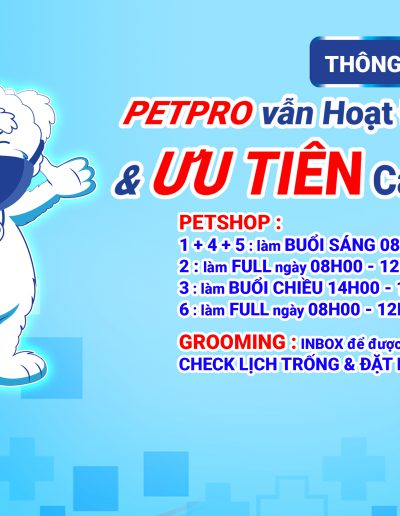 THÔNG
PETPRO vẫn Hoạt
& ƯU TIÊN
PETSHOP :
1 + 4 + 5 : làm BUỔI SÁNG 08
2 : làm FULL ngày 08H00 - 12
3 : làm BUỔI CHIỀU 14H00 - 1
6 : làm FULL ngày 08H00 - 12
GROOMING : INBOX để được
CHECK LỊCH TRỐNG & ĐẶT